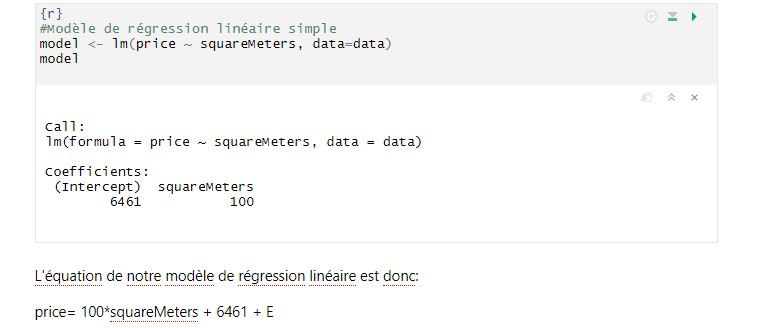 {r}
#Modèle de régression linéaire simple
model <- lm(price ~ squareMeters, data=data)
model
Call:
lm(formula = price ~ squareMeters, data = data)
Coefficients:
(Intercept) squareMeters
6461 100
L'équation de notre modèle de régression linéaire est donc:
price= 100*squareMeters + 6461 + E